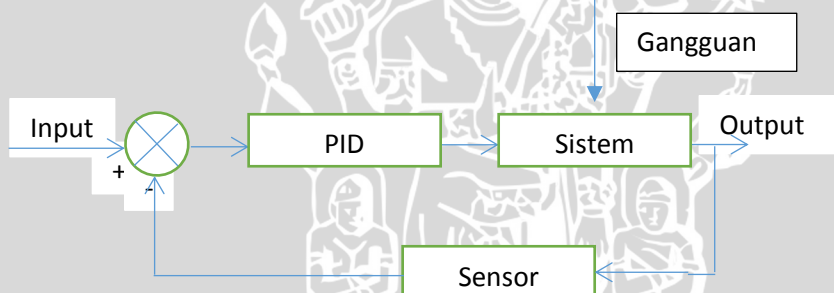 Gangguan
Input
PID
Sistem
Output
+
-
Sensor